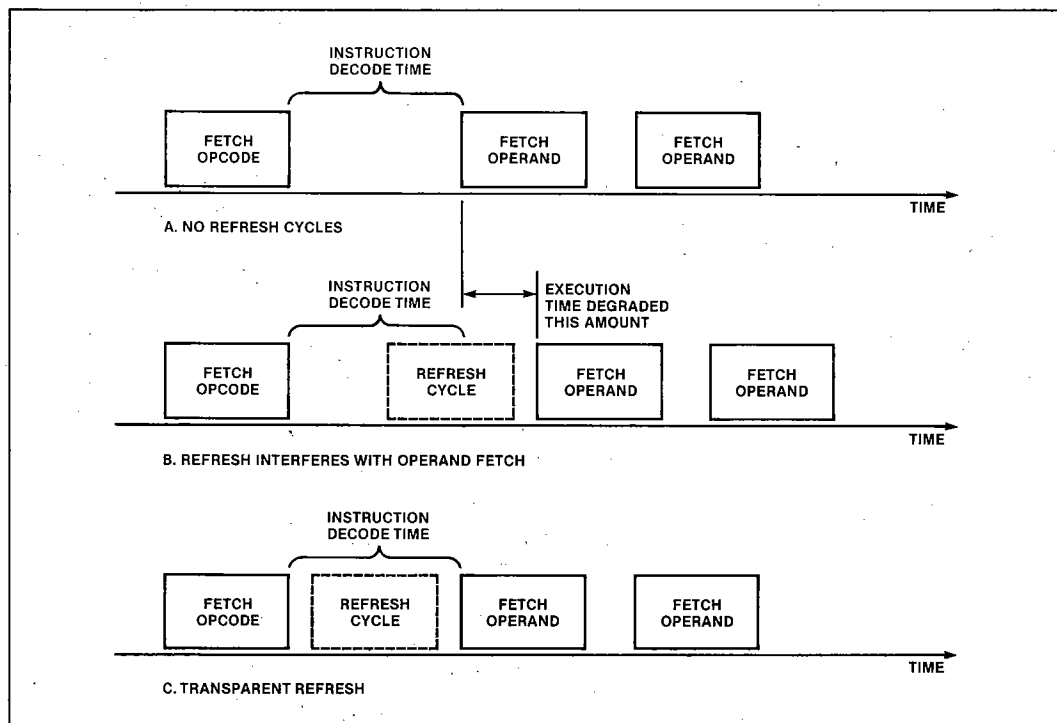 INSTRUCTION
DECODE TIME
FETCH
OPCODE
FETCH
OPERAND
FETCH
OPERAND
TIME
A. NO REFRESH CYCLES
INSTRUCTION
DECODE TIME
EXECUTION
TIME DEGRADED
THIS AMOUNT
FETCH
OPCODE
REFRESH
CYCLE
FETCH
OPERAND
FETCH
OPERAND
TIME
B. REFRESH INTERFERES WITH OPERAND FETCH
INSTRUCTION
DECODE TIME
FETCH
OPCODE
REFRESH
CYCLE
FETCH
OPERAND
FETCH
OPERAND
TIME
C. TRANSPARENT REFRESH